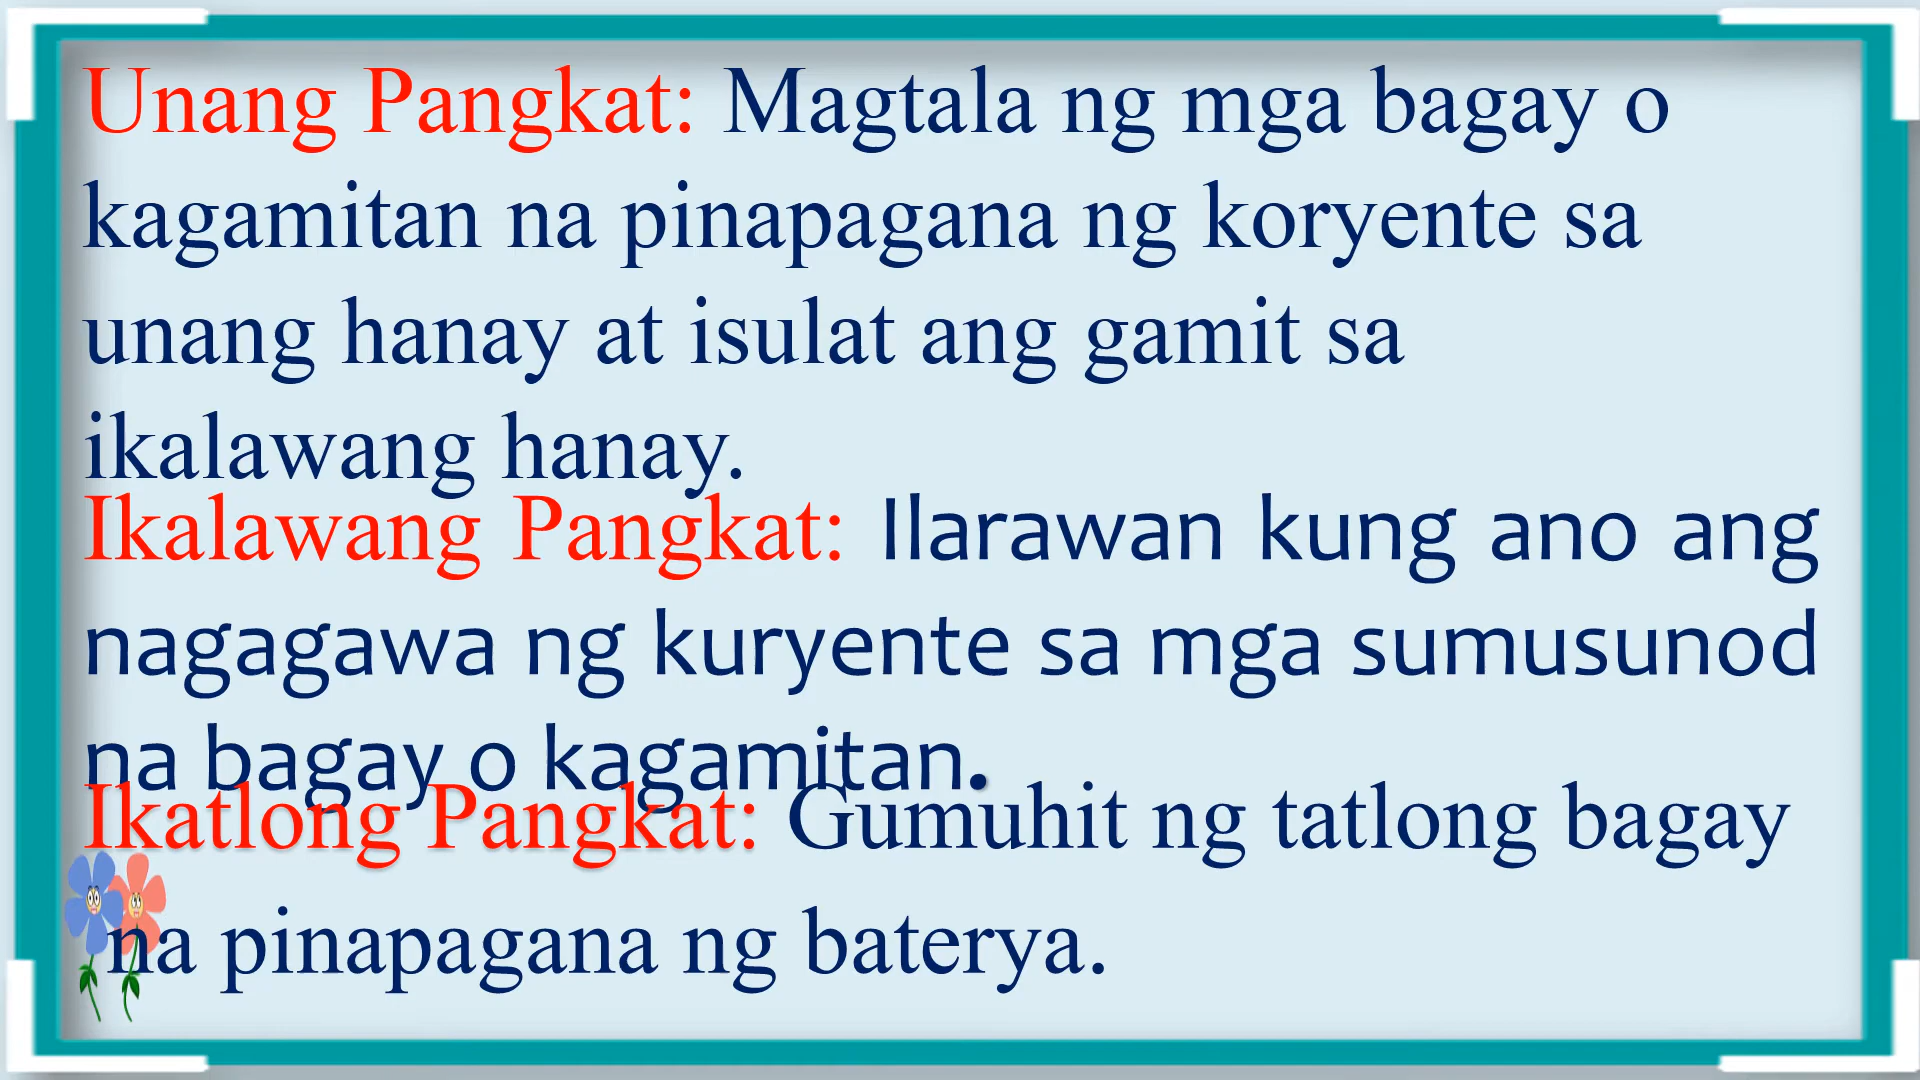 Unang Pangkat: Magtala ng mga bagay o
kagamitan na pinapagana ng koryente sa
unang hanay at isulat ang gamit sa
ikalawang hanay.
Ikalawang Pangkat: Ilarawan kung ano ang
nagagawa ng kuryente sa mga sumusunod
na bagay o kagamitan.
Ikatlong Pangkat: Gumuhit ng tatlong bagay
na pinapagana ng baterya.